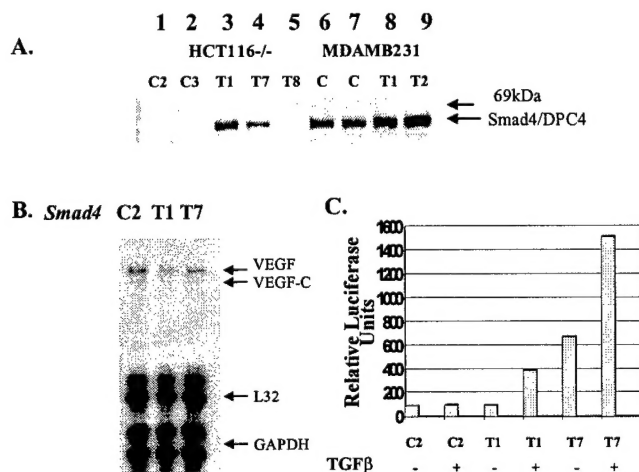 1 2 3 4 5 6 7 8 9
A. HCT116-/- MDAMB231
C2 C3 T1 T7 T8 C C T1 T2
69kDa
Smad4/DPC4
B. Smad4 C2 T1 T7
VEGF
VEGF-C
L32
GAPDH
C.
Relative Luciferase
Units
1600
1400
1200
1000
800
600
400
200
0
C2 C2 T1 T1 T7 T7
TGFβ - + - + - +